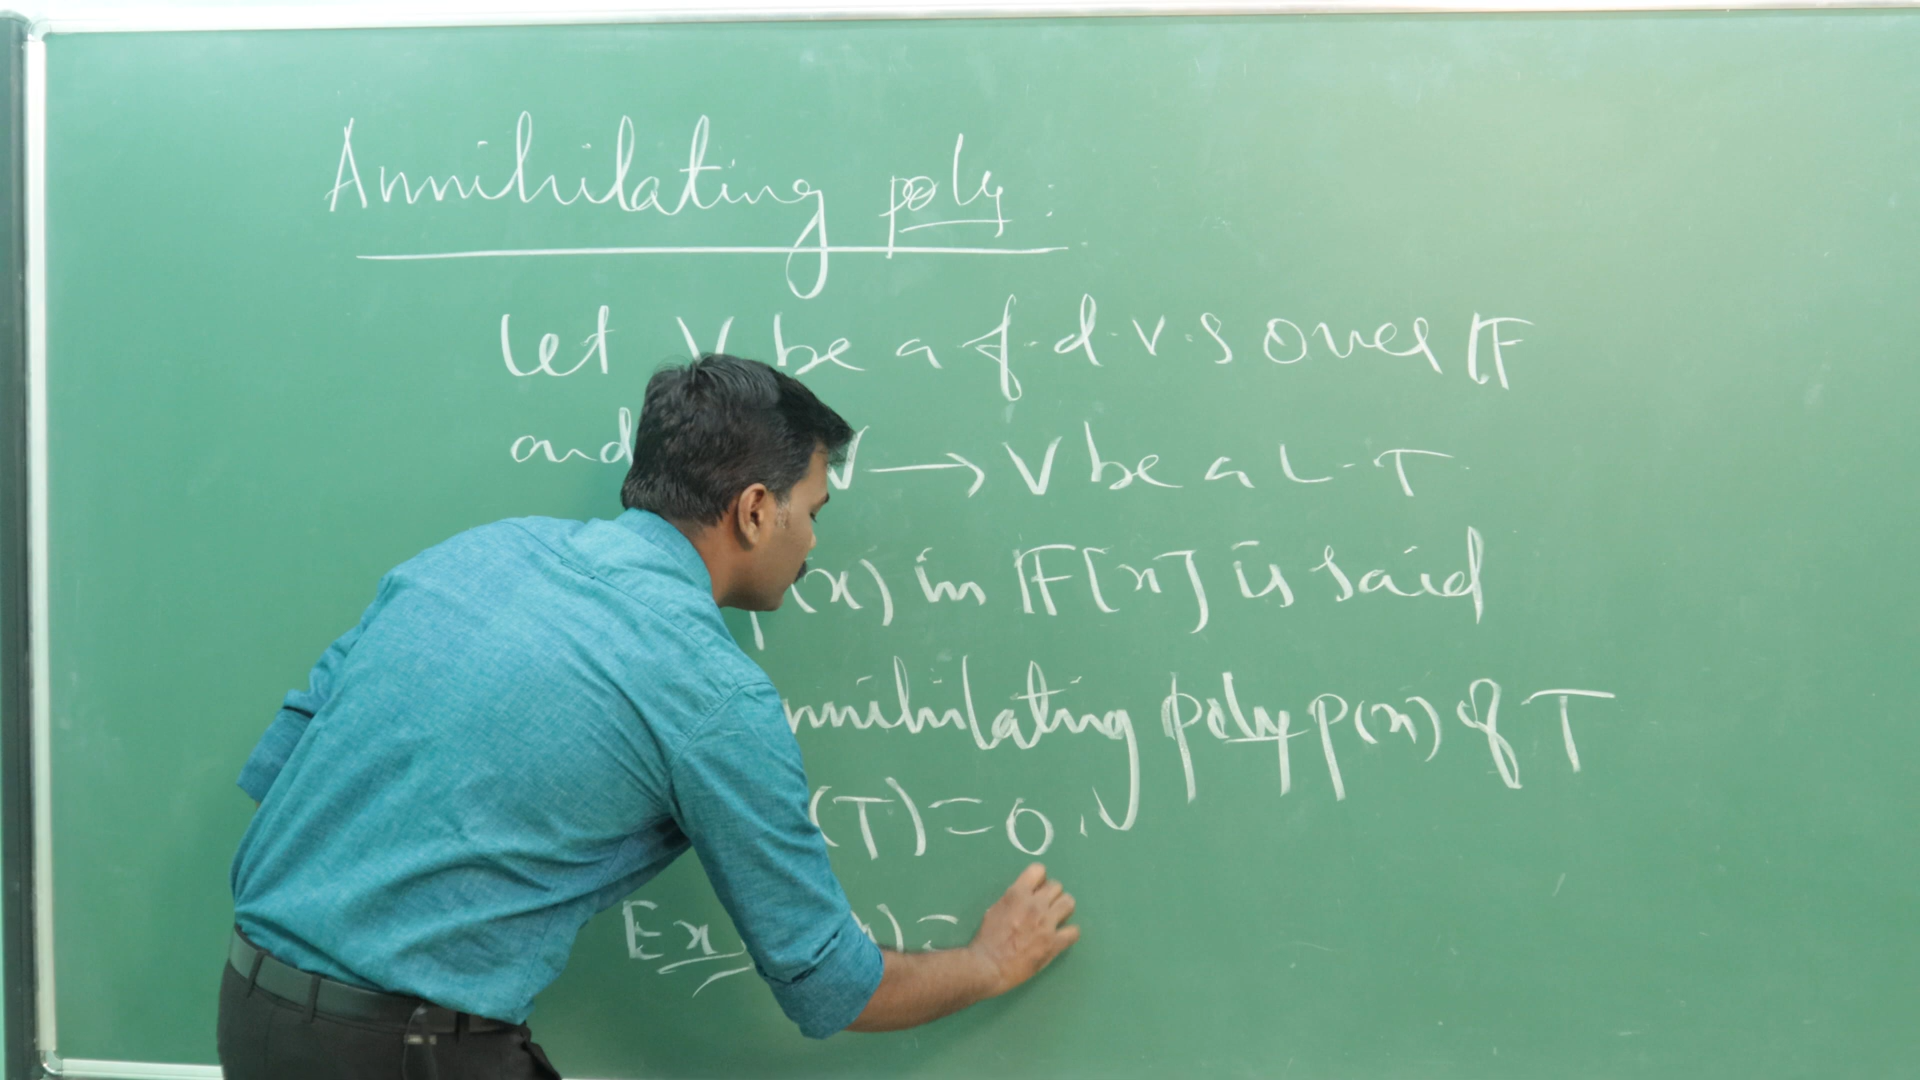 Annihilating poly.
Let V be a f.d.v.s over 𝔽
and V → V be a L.T.
(x) in 𝔽[x] is said
nnihilating poly p(x) of T
(T) = 0.
Ex ) =